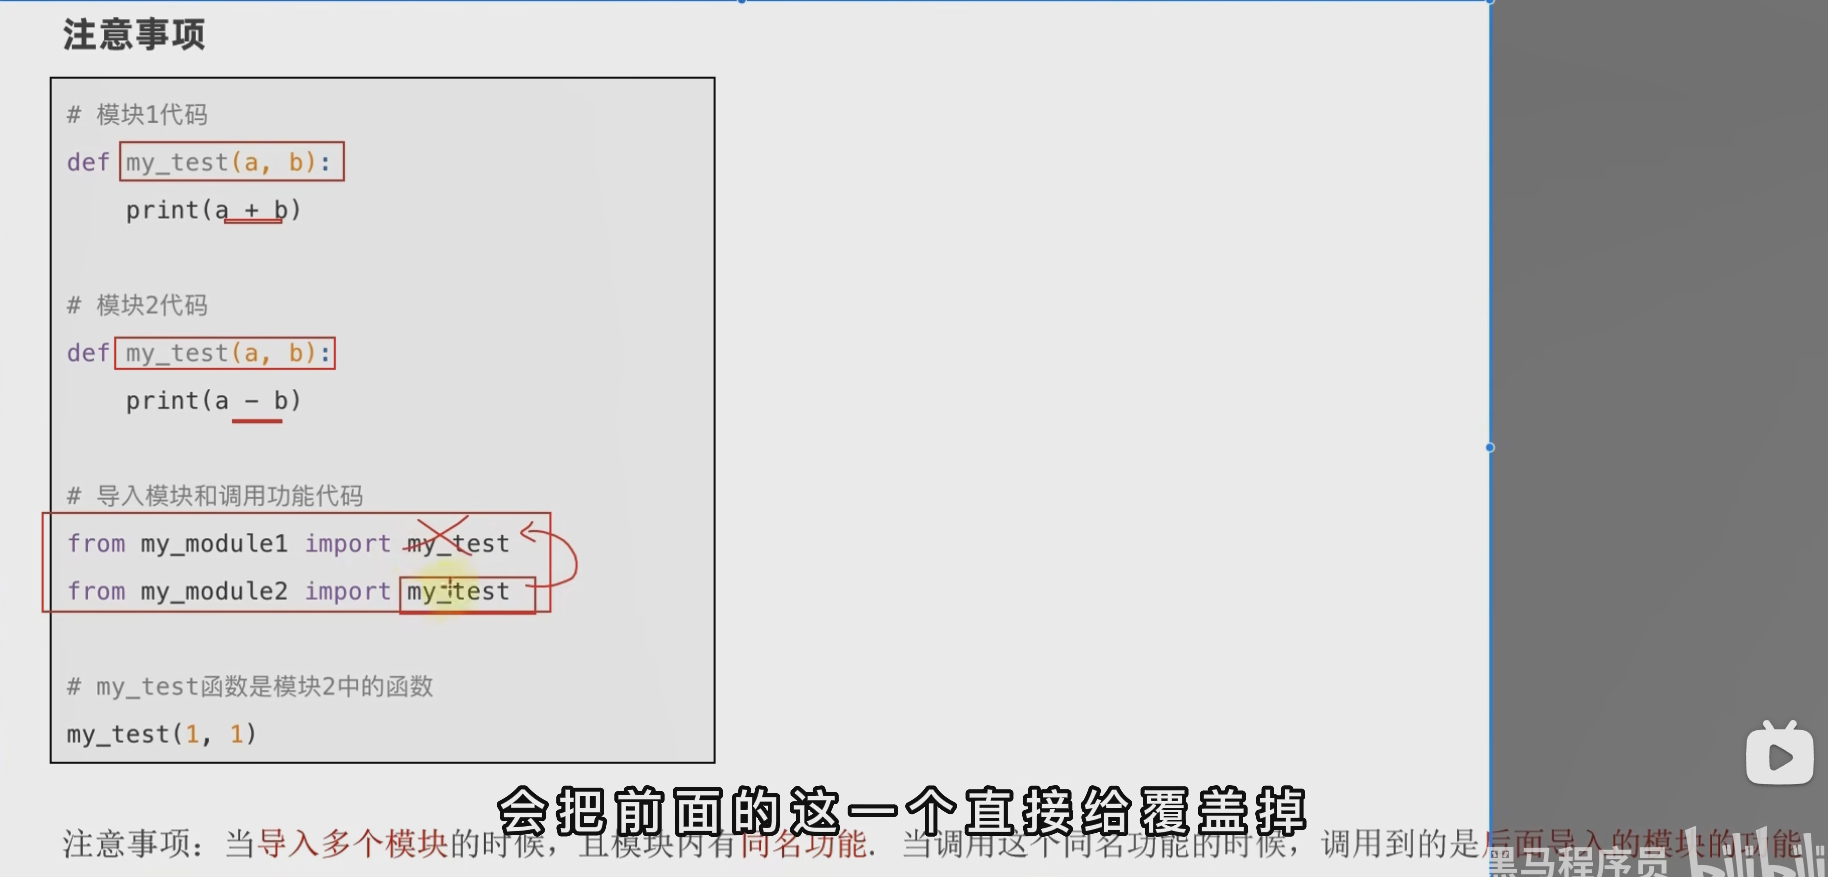 注意事项
# 模块1代码
def my_test(a, b):
print(a + b)
# 模块2代码
def my_test(a, b):
print(a - b)
# 导入模块和调用功能代码
from my_module1 import my_test
from my_module2 import my_test
# my_test函数是模块2中的函数
my_test(1, 1)
会把前面的这一个直接给覆盖掉
注意事项：当导入多个模块的时候，且模块内有同名功能. 当调用这个同名功能的时候，调用到的是后面导入的模块的功能
黑马程序员 bilibili